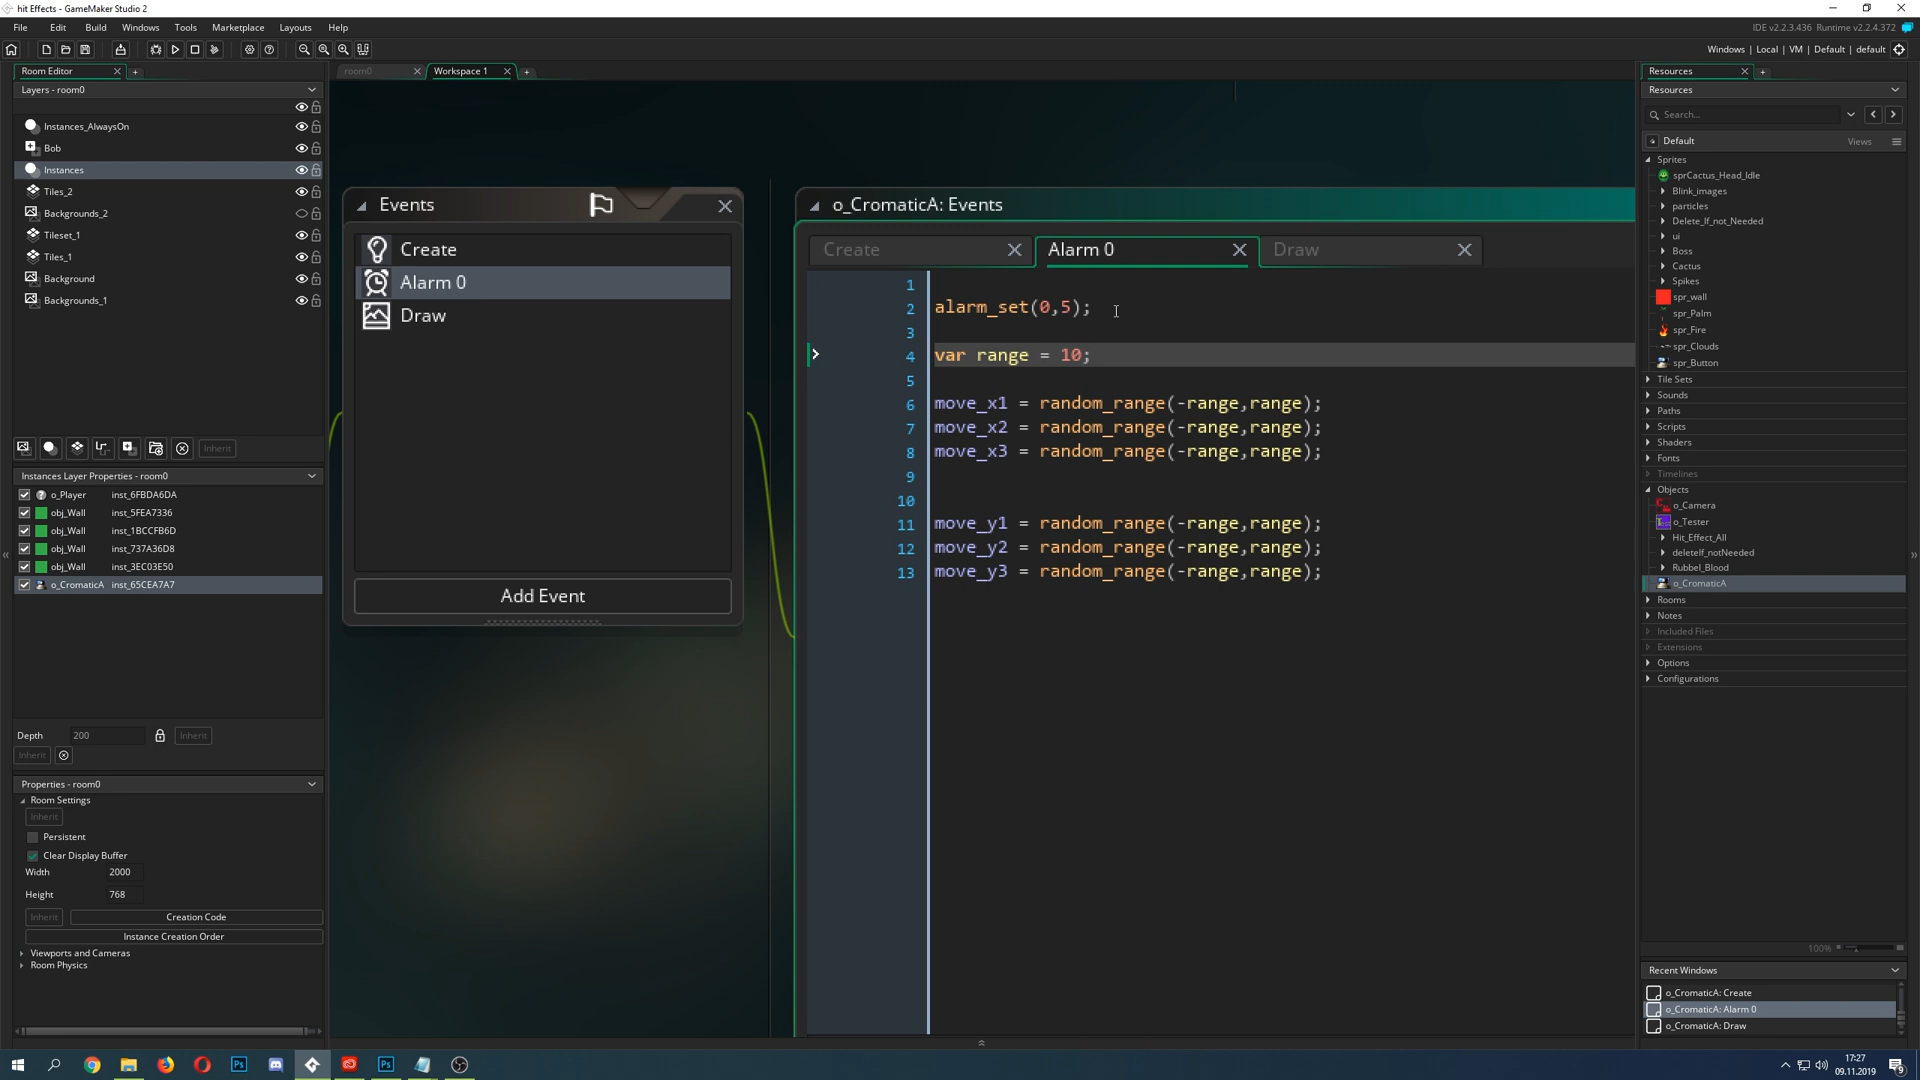 hit Effects - GameMaker Studio 2
File Edit Build Windows Tools Marketplace Layouts Help
IDE v2.2.3.436 Runtime v2.2.4.372
Windows | Local | VM | Default | default
Room Editor
room0
Workspace 1
Resources
Layers - room0
Instances_AlwaysOn
Bob
Instances
Tiles_2
Backgrounds_2
Tileset_1
Tiles_1
Background
Backgrounds_1
Inherit
Instances Layer Properties - room0
o_Player inst_6FBDA6DA
obj_Wall inst_5FEA7336
obj_Wall inst_1BCCFB6D
obj_Wall inst_737A36D8
obj_Wall inst_3EC03E50
o_CromaticA inst_65CEA7A7
Depth 200 Inherit
Inherit
Properties - room0
Room Settings
Inherit
Persistent
Clear Display Buffer
Width 2000
Height 768
Inherit Creation Code
Instance Creation Order
Viewports and Cameras
Room Physics
Events
Create
Alarm 0
Draw
Add Event
o_CromaticA: Events
Create Alarm 0 Draw
1
2 alarm_set(0,5);
3
4 var range = 10;
5
6 move_x1 = random_range(-range,range);
7 move_x2 = random_range(-range,range);
8 move_x3 = random_range(-range,range);
9
10
11 move_y1 = random_range(-range,range);
12 move_y2 = random_range(-range,range);
13 move_y3 = random_range(-range,range);
Resources
Search...
Default Views
Sprites
sprCactus_Head_Idle
Blink_images
particles
Delete_If_not_Needed
ui
Boss
Cactus
Spikes
spr_wall
spr_Palm
spr_Fire
spr_Clouds
spr_Button
Tile Sets
Sounds
Paths
Scripts
Shaders
Fonts
Timelines
Objects
o_Camera
o_Tester
Hit_Effect_All
deleteIf_notNeeded
Rubbel_Blood
o_CromaticA
Rooms
Notes
Included Files
Extensions
Options
Configurations
100%
Recent Windows
o_CromaticA: Create
o_CromaticA: Alarm 0
o_CromaticA: Draw
17:27
09.11.2019